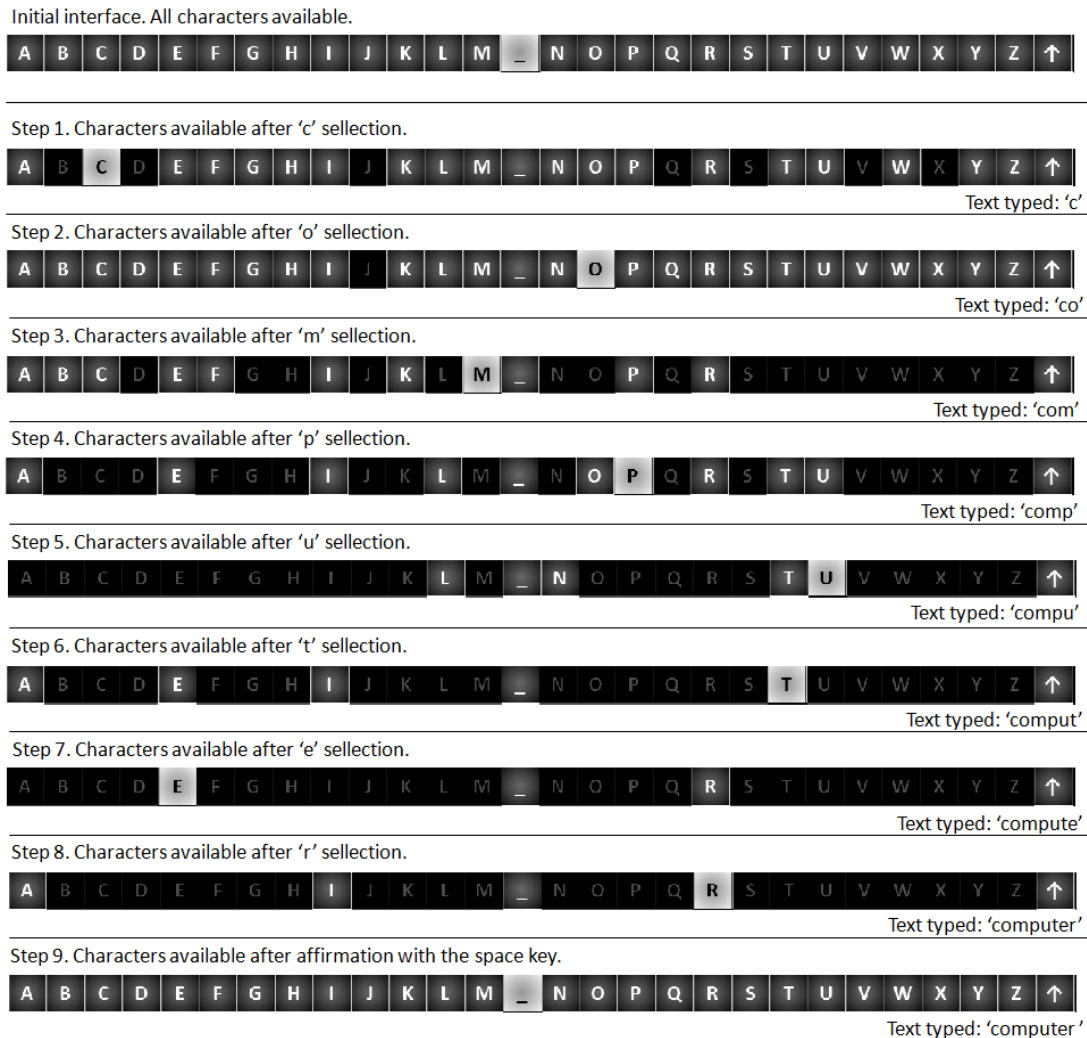 Initial interface. All characters available.
A B C D E F G H I J K L M _ N O P Q R S T U V W X Y Z ↑
Step 1. Characters available after ‘c’ sellection.
A B C D E F G H I J K L M _ N O P Q R S T U V W X Y Z ↑
Text typed: ‘c’
Step 2. Characters available after ‘o’ sellection.
A B C D E F G H I J K L M _ N O P Q R S T U V W X Y Z ↑
Text typed: ‘co’
Step 3. Characters available after ‘m’ sellection.
A B C D E F G H I J K L M _ N O P Q R S T U V W X Y Z ↑
Text typed: ‘com’
Step 4. Characters available after ‘p’ sellection.
A B C D E F G H I J K L M _ N O P Q R S T U V W X Y Z ↑
Text typed: ‘comp’
Step 5. Characters available after ‘u’ sellection.
A B C D E F G H I J K L M _ N O P Q R S T U V W X Y Z ↑
Text typed: ‘compu’
Step 6. Characters available after ‘t’ sellection.
A B C D E F G H I J K L M _ N O P Q R S T U V W X Y Z ↑
Text typed: ‘comput’
Step 7. Characters available after ‘e’ sellection.
A B C D E F G H I J K L M _ N O P Q R S T U V W X Y Z ↑
Text typed: ‘compute’
Step 8. Characters available after ‘r’ sellection.
A B C D E F G H I J K L M _ N O P Q R S T U V W X Y Z ↑
Text typed: ‘computer’
Step 9. Characters available after affirmation with the space key.
A B C D E F G H I J K L M _ N O P Q R S T U V W X Y Z ↑
Text typed: ‘computer ’